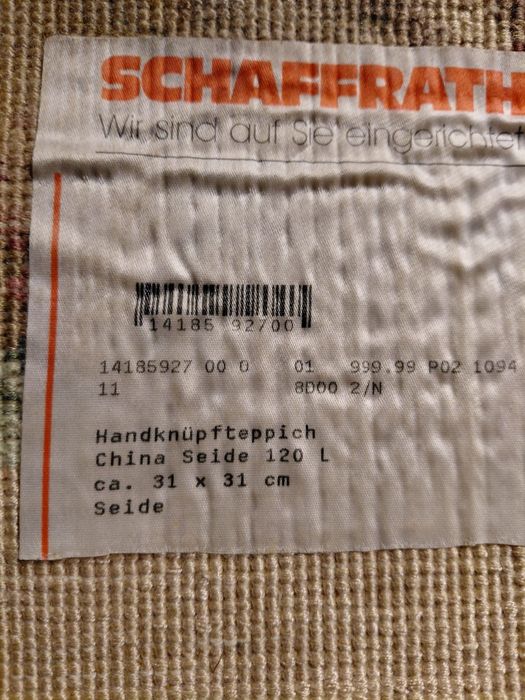 SCHAFFRATH
Wir sind auf Sie eingerichtet
14185 92700
14185927 00 0 01 999.99 P02 1094
11 8D00 2/N
Handknüpfteppich
China Seide 120 L
ca. 31 x 31 cm
Seide